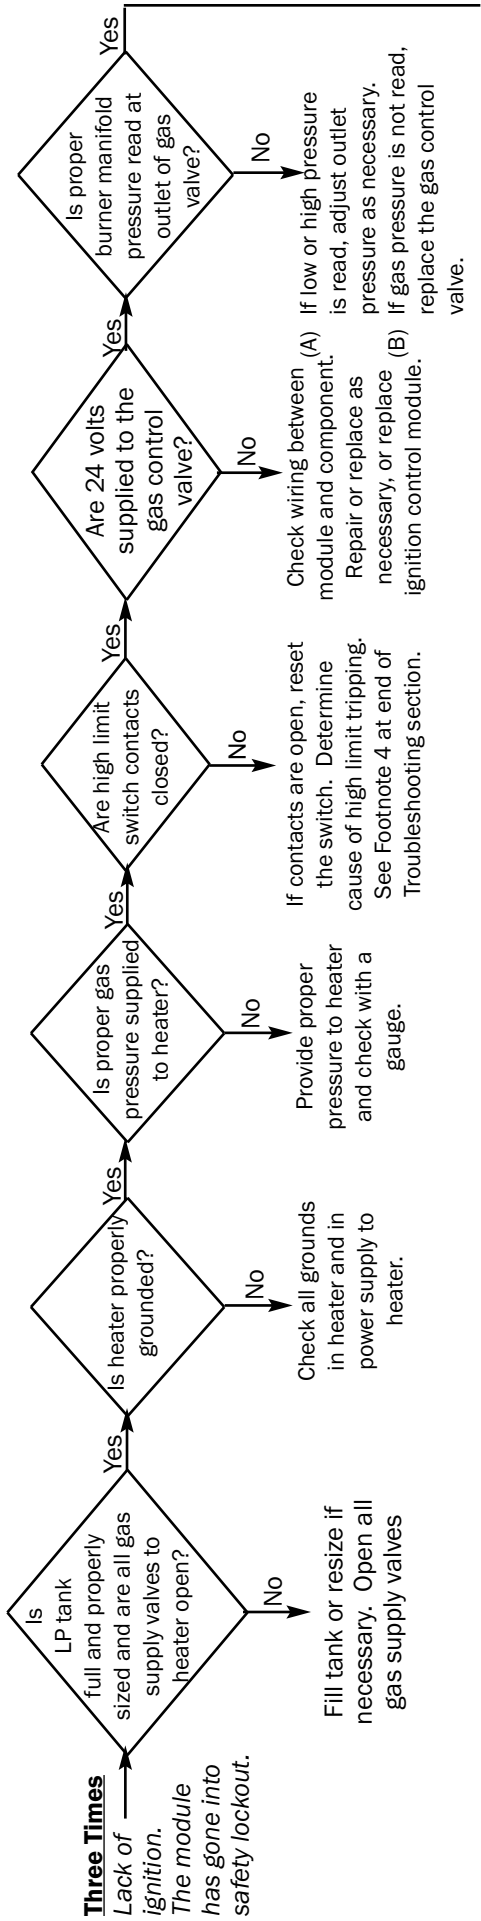 Three Times
Lack of
ignition.
The module
has gone into
safety lockout.
Is
LP tank
full and properly
sized and are all gas
supply valves to
heater open?
Yes
No
Fill tank or resize if
necessary.  Open all
gas supply valves
Is heater properly
grounded?
Yes
No
Check all grounds
in heater and in
power supply to
heater.
Is proper gas
pressure supplied
to heater?
Yes
No
Provide proper
pressure to heater
and check with a
gauge.
Are high limit
switch contacts
closed?
Yes
No
If contacts are open, reset
the switch.  Determine
cause of high limit tripping.
See Footnote 4 at end of
Troubleshooting section.
Are 24 volts
supplied to the
gas control
valve?
Yes
No
Check wiring between
module and component.
Repair or replace as
necessary, or replace
ignition control module.
Is proper
burner manifold
pressure read at
outlet of gas
valve?
Yes
No
(A) If low or high pressure
is read, adjust outlet
pressure as necessary.
(B) If gas pressure is not read,
replace the gas control
valve.